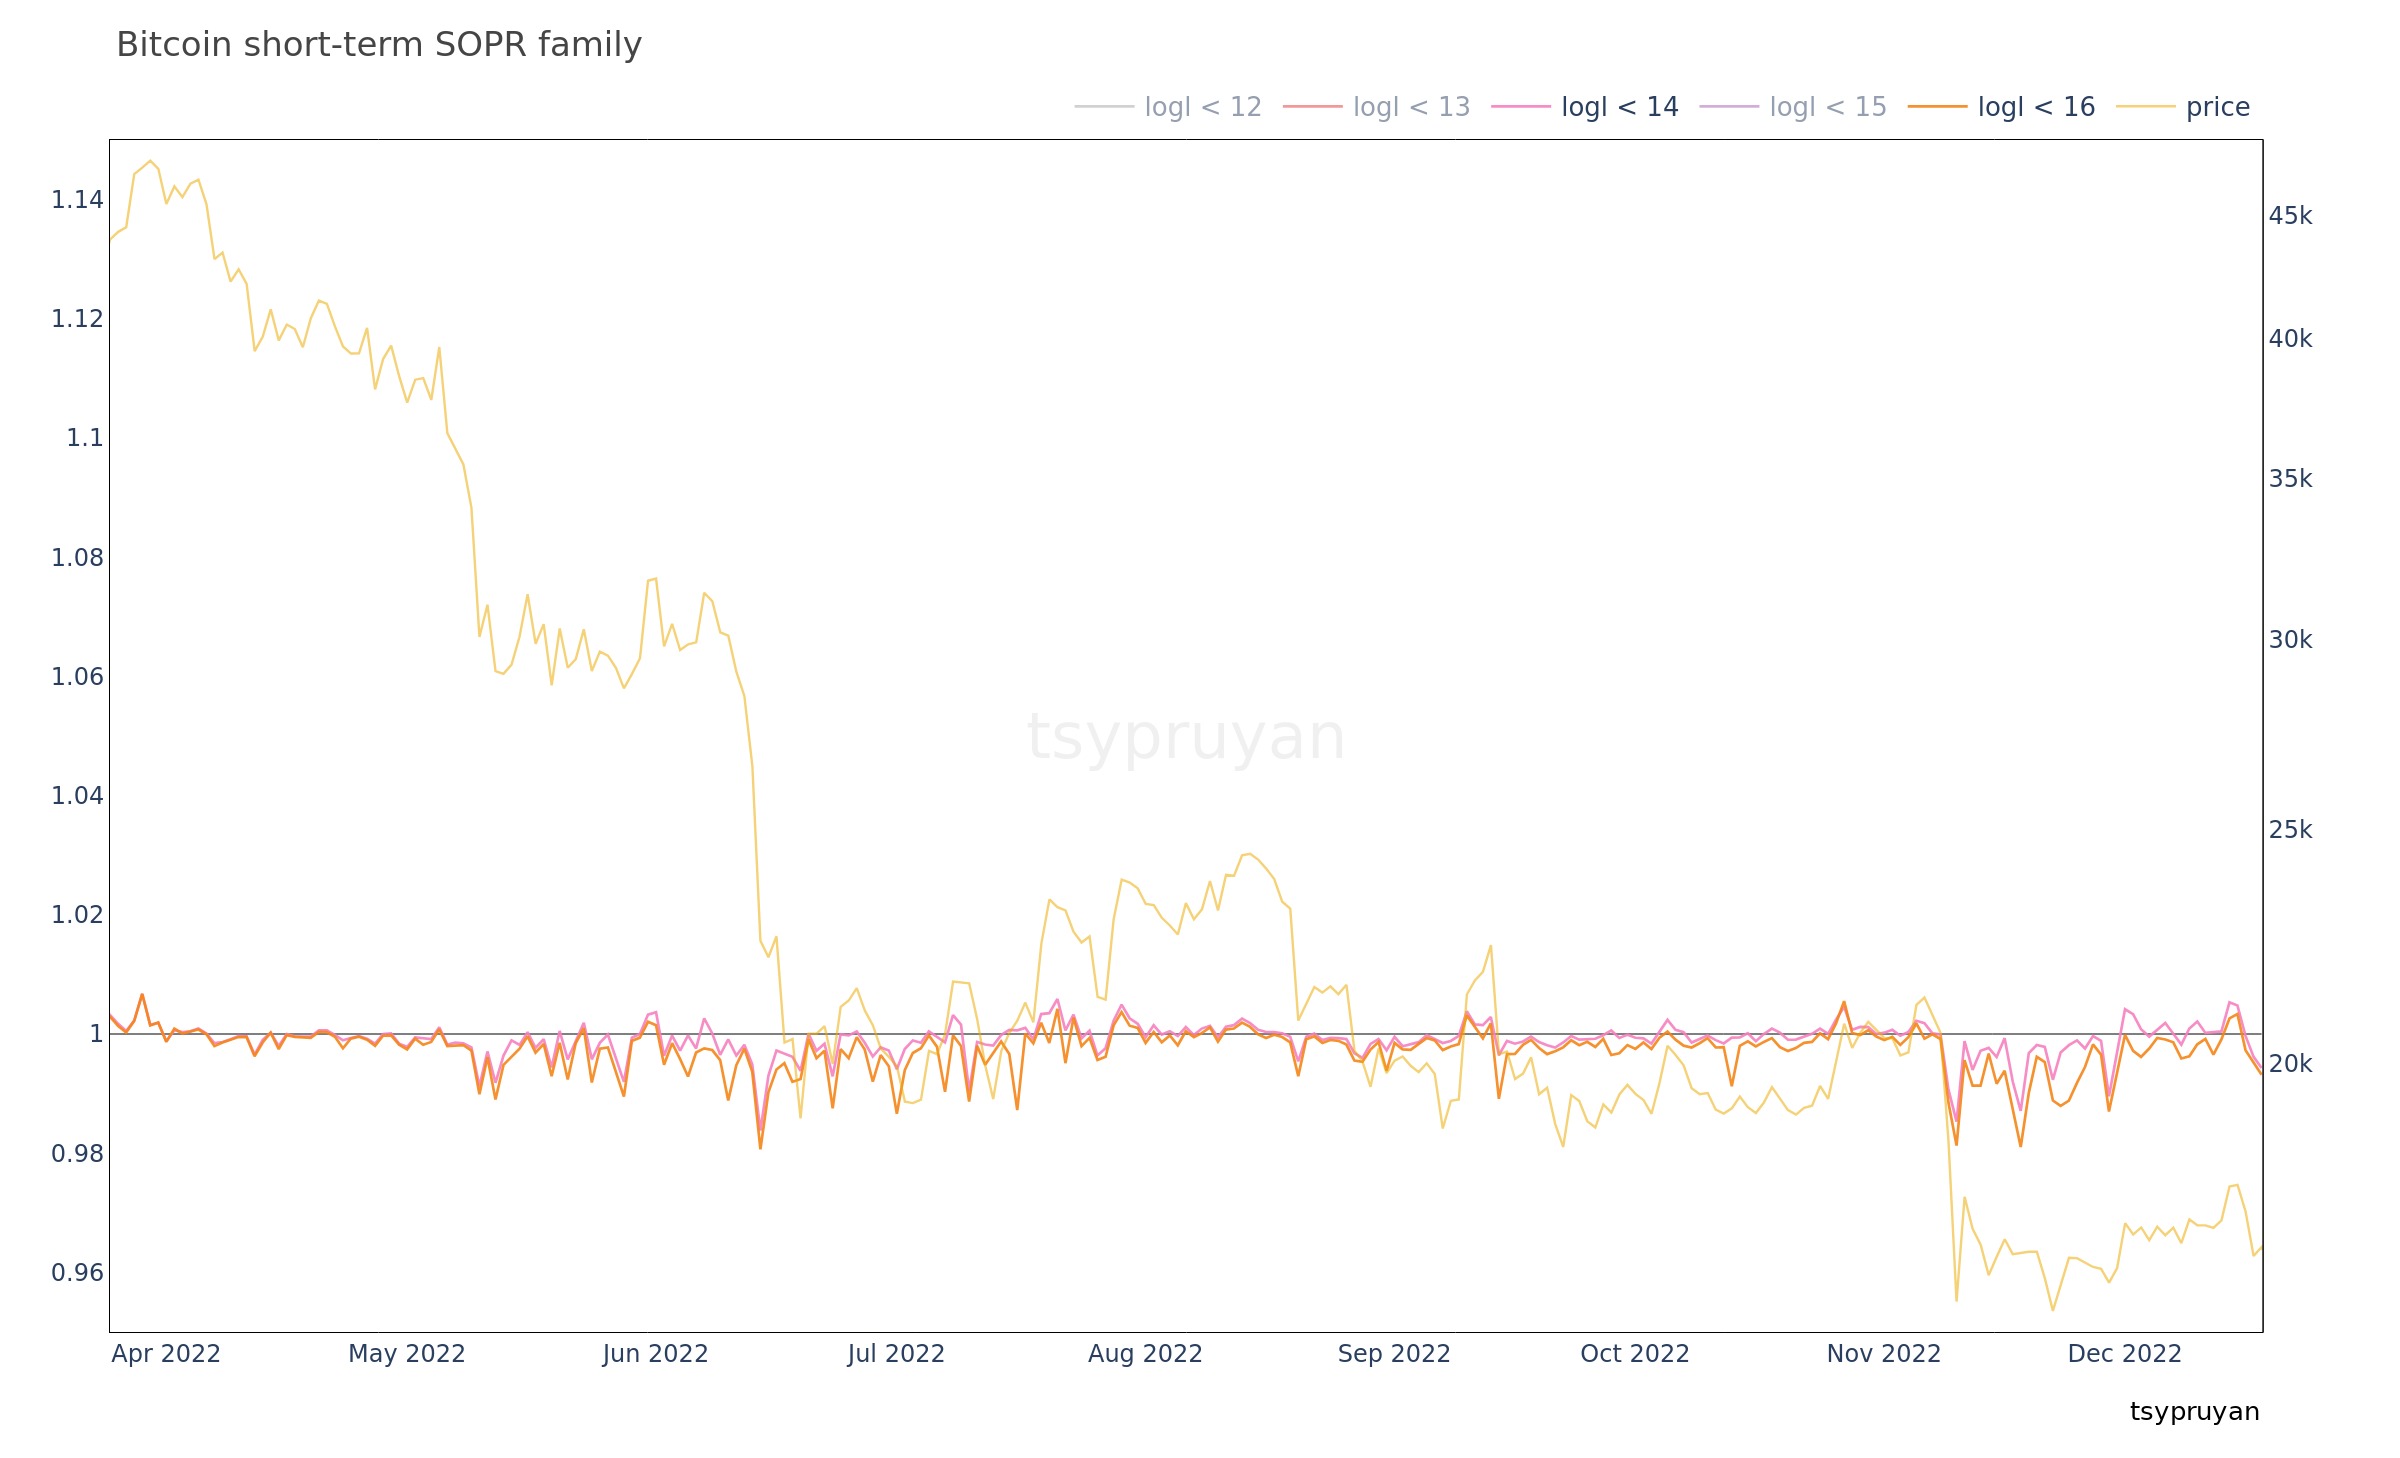 Bitcoin short-term SOPR family
logl < 12 logl < 13 logl < 14 logl < 15 logl < 16 price
1.14
1.12
1.1
1.08
1.06
1.04
1.02
1
0.98
0.96
45k
40k
35k
30k
25k
20k
tsypruyan
Apr 2022 May 2022 Jun 2022 Jul 2022 Aug 2022 Sep 2022 Oct 2022 Nov 2022 Dec 2022
tsypruyan